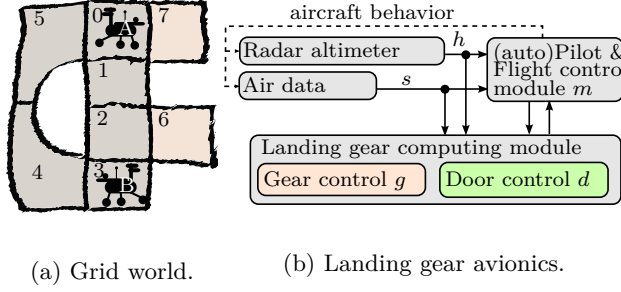 5
0
A
7
1
2
6
4
3
B
(a) Grid world.
aircraft behavior
Radar altimeter
h
Air data
s
(auto)Pilot &
Flight control
module m
Landing gear computing module
Gear control g
Door control d
(b) Landing gear avionics.